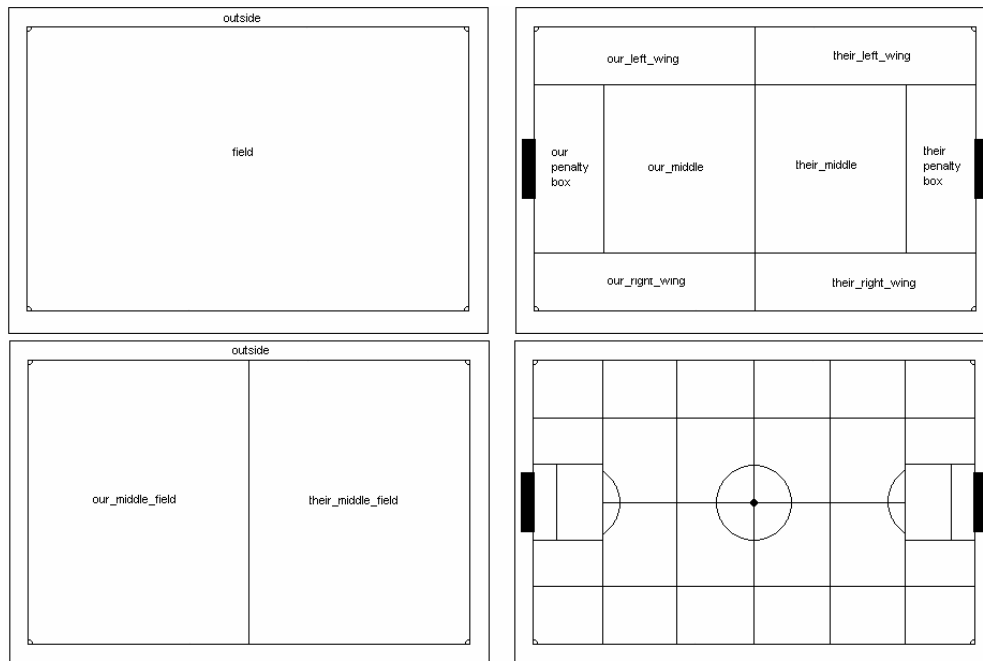 outside
field
our_left_wing
their_left_wing
our
penalty
box
our_middle
their_middle
their
penalty
box
our_right_wing
their_right_wing
outside
our_middle_field
their_middle_field